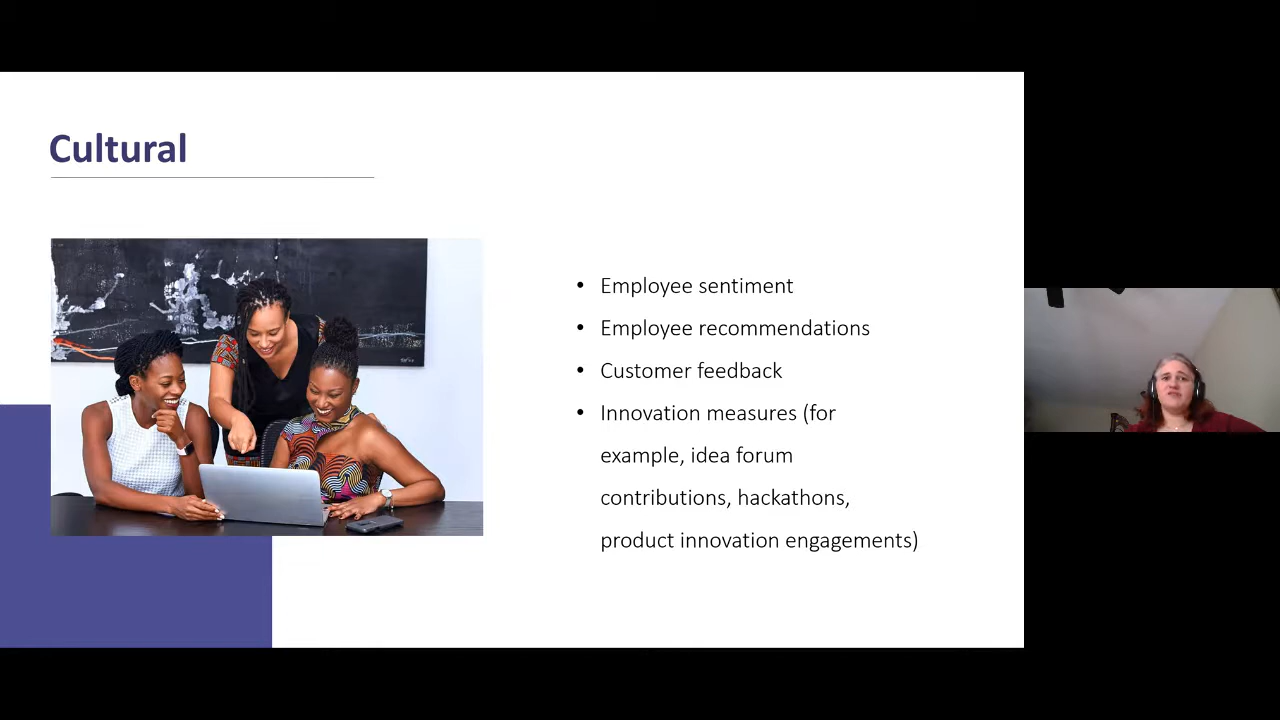 Cultural
• Employee sentiment
• Employee recommendations
• Customer feedback
• Innovation measures (for
example, idea forum
contributions, hackathons,
product innovation engagements)